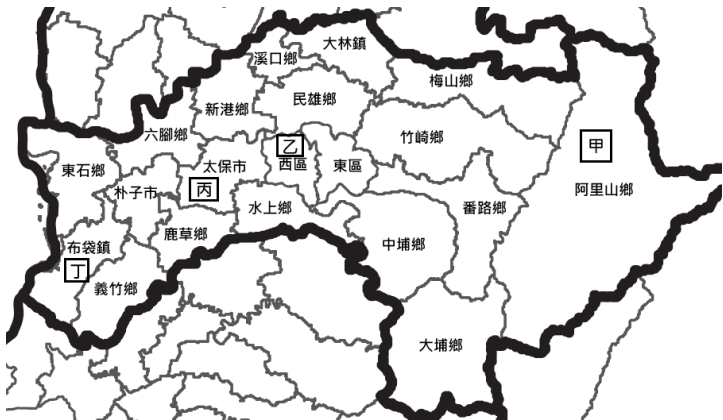 大林鎮
溪口鄉
梅山鄉
民雄鄉
新港鄉
六腳鄉
竹崎鄉
甲
乙
東石鄉
太保市
西區
東區
朴子市
丙
阿里山鄉
水上鄉
番路鄉
鹿草鄉
布袋鎮
中埔鄉
丁
義竹鄉
大埔鄉